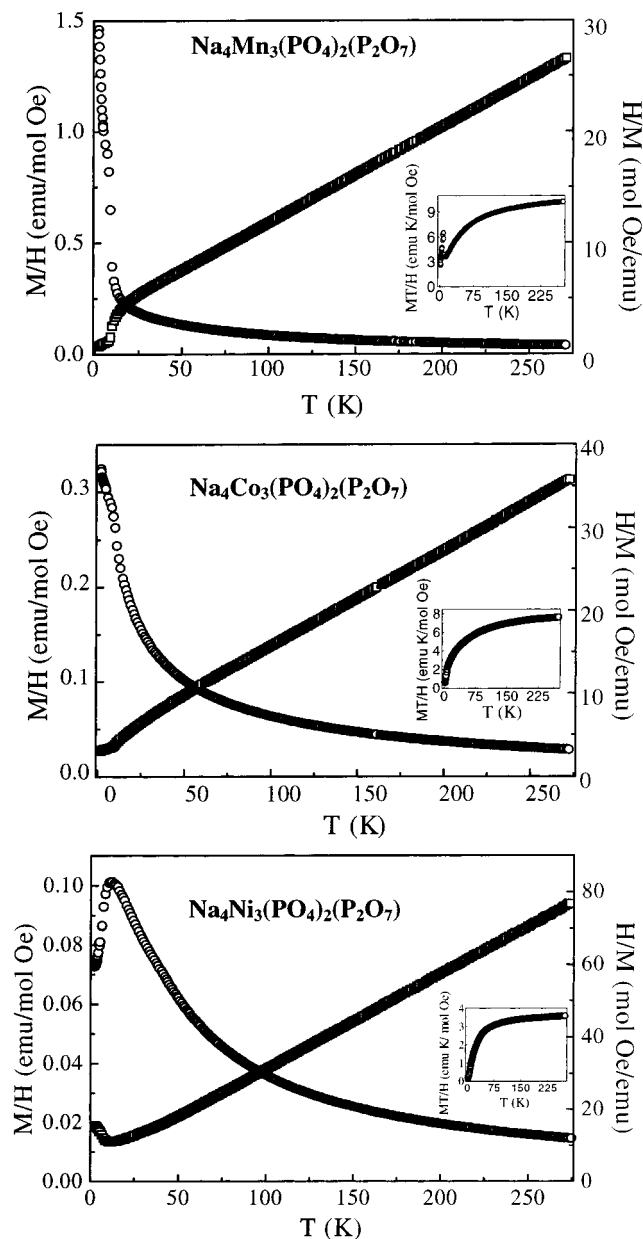 Na₄Mn₃(PO₄)₂(P₂O₇)
M/H (emu/mol Oe)
1.5
1.0
0.5
0.0
H/M (mol Oe/emu)
30
20
10
0
0 50 100 150 200 250
T (K)
MT/H (emu K/mol Oe)
9
6
3
0
0 75 150 225
T (K)
Na₄Co₃(PO₄)₂(P₂O₇)
M/H (emu/mol Oe)
0.3
0.2
0.1
0.0
H/M (mol Oe/emu)
40
30
20
10
0
0 50 100 150 200 250
T (K)
MT/H (emu K/mol Oe)
8
6
4
2
0
0 75 150 225
T (K)
Na₄Ni₃(PO₄)₂(P₂O₇)
M/H (emu/mol Oe)
0.10
0.08
0.06
0.04
0.02
0.00
H/M (mol Oe/emu)
80
60
40
20
0
0 50 100 150 200 250
T (K)
MT/H (emu K/ mol Oe)
4
3
2
1
0
0 75 150 225
T (K)